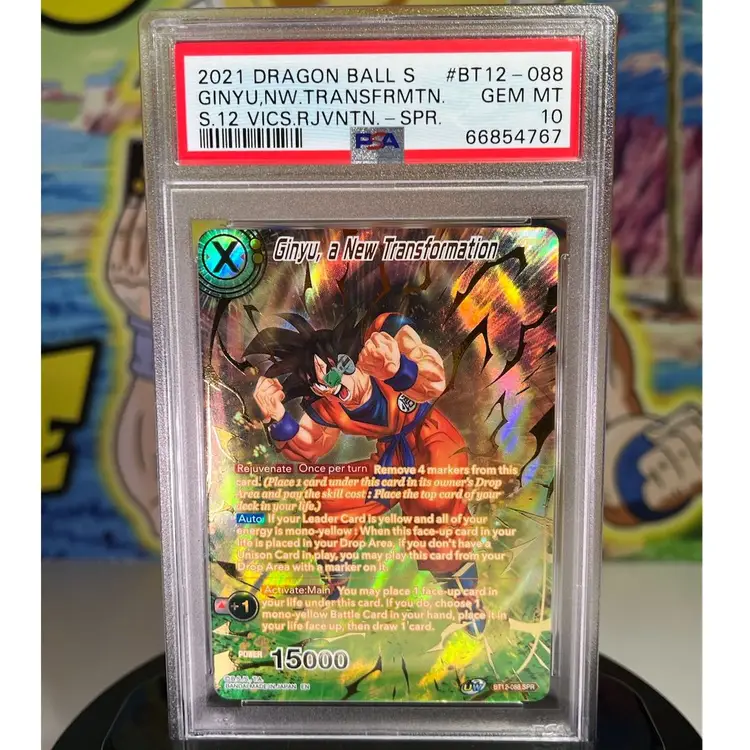 2021 DRAGON BALL S #BT12-088
GINYU,NW.TRANSFRMTN. GEM MT
S.12 VICS.RJVNTN.-SPR. 10
PSA 66854767
X Ginyu, a New Transformation
Rejuvenate Once per turn Remove 4 markers from this
card. (Place 1 card under this card in its owner's Drop
Area and pay the skill cost : Place the top card of your
deck in your life.)
Auto If your Leader Card is yellow and all of your
energy is mono-yellow : When this face-up card in your
life is placed in your Drop Area, if you don't have a
Unison Card in play, you may play this card from your
Drop Area with a marker on it.
+1 Activate:Main You may place 1 face-up card in
your life under this card. If you do, choose 1
mono-yellow Battle Card in your hand, place it in
your life face up, then draw 1 card.
POWER 15000
BANDAI MADE IN JAPAN EN
UW BT12-088 SPR